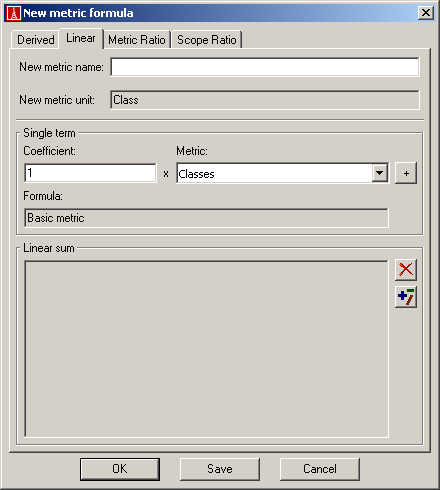 New metric formula
Derived Linear Metric Ratio Scope Ratio
New metric name:
New metric unit: Class
Single term
Coefficient: Metric:
1 x Classes +
Formula:
Basic metric
Linear sum
OK Save Cancel